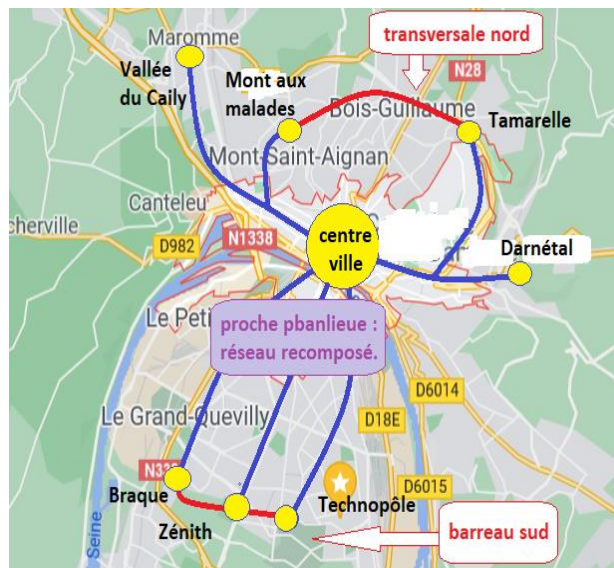 Maromme
transversale nord
N28
Vallée
du Cailly
Mont aux
malades
Bois-Guillaume
Tamarelle
Mont-Saint-Aignan
Canteleu
cherville
D982
N1338
centre
ville
Darnétal
Le Peti
proche pbanlieue :
réseau recomposé.
D6014
Le Grand-Quevilly
D18E
N33
D6015
Braque
Technopôle
Zénith
barreau sud
Seine